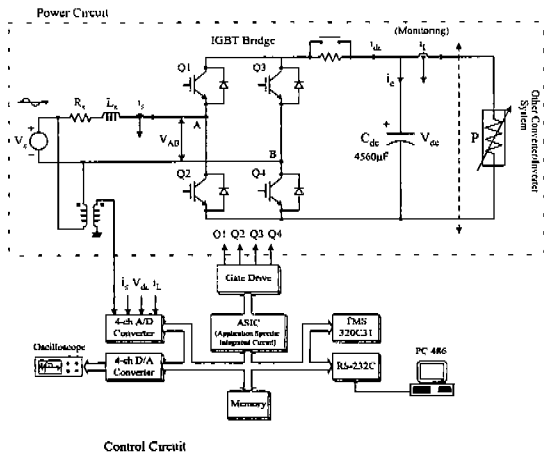 Power Circuit
IGBT Bridge
(Monitoring)
Q1
Q3
i_dc
i_L
R_s
L_s
i_s
A
V_s
V_AB
B
i_c
C_dc
4560μF
V_dc
P
Other Converter/Inverter
System
Q2
Q4
Q1 Q2 Q3 Q4
Gate Drive
i_s V_dc i_L
4-ch A/D
Converter
ASIC
(Application Specific
Integrated Circuit)
TMS
320C31
Oscilloscope
4-ch D/A
Converter
RS-232C
PC 486
Memory
Control Circuit